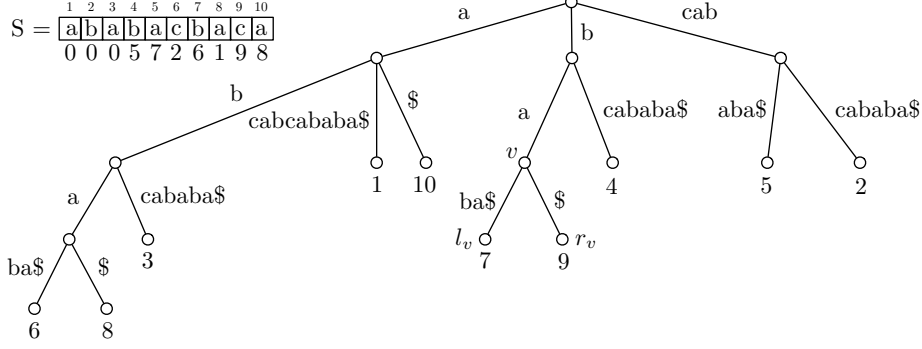 1 2 3 4 5 6 7 8 9 10
S = a b a b a c b a c a
0 0 0 5 7 2 6 1 9 8
a
cab
b
b
cabcababa$
$
a
cababa$
aba$
cababa$
v
a
cababa$
1
10
4
5
2
ba$
$
l_v
r_v
3
7
9
ba$
$
6
8